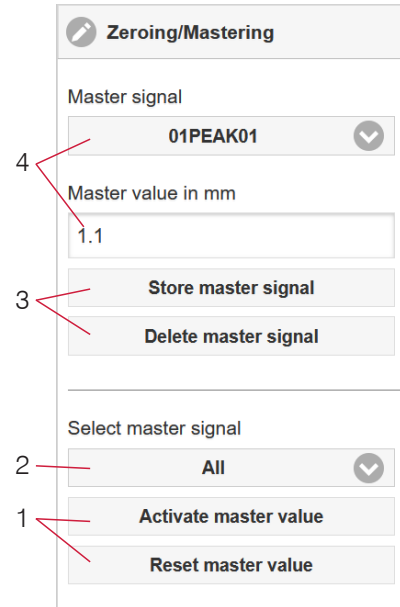 Zeroing/Mastering
Master signal
01PEAK01
4
Master value in mm
1.1
3
Store master signal
Delete master signal
Select master signal
2
All
1
Activate master value
Reset master value